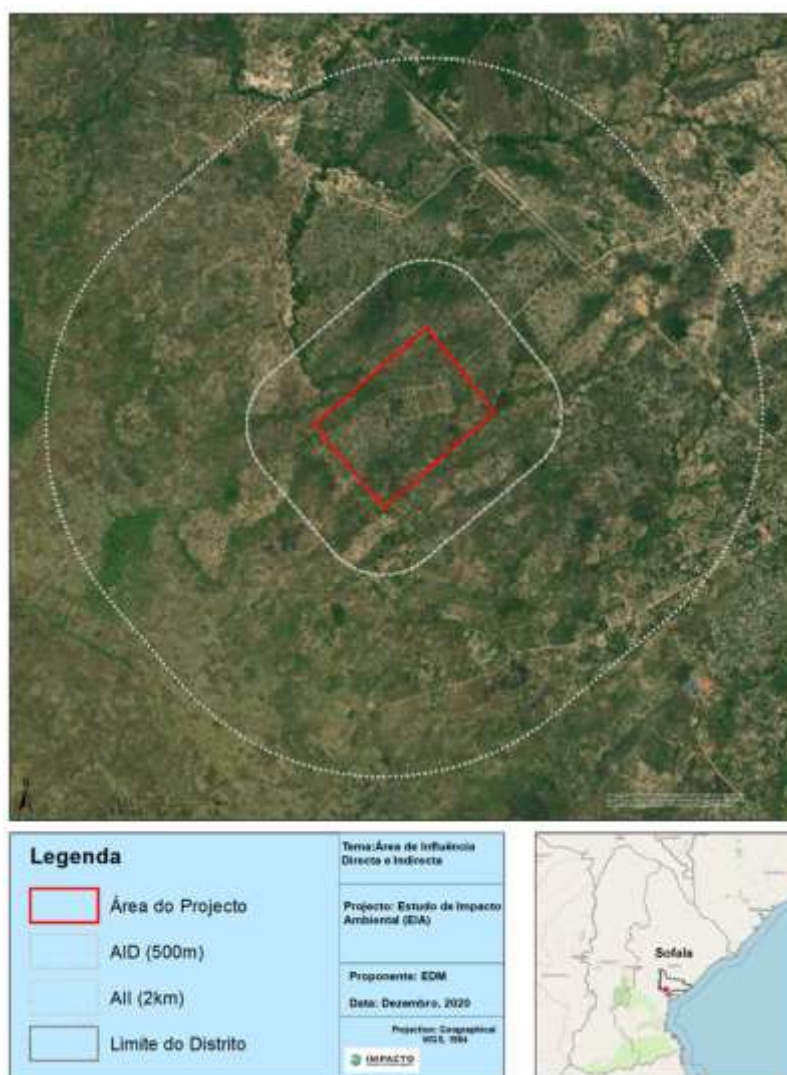 Legenda
Área do Projecto
AID (500m)
AII (2km)
Limite do Distrito
Tema:Área de Influência
Directa e Indirecta
Projecto: Estudo de Impacto
Ambiental (EIA)
Proponente: EDM
Data: Dezembro, 2020
Projection: Geographical
WGS, 1984
IMPACTO
Sofala